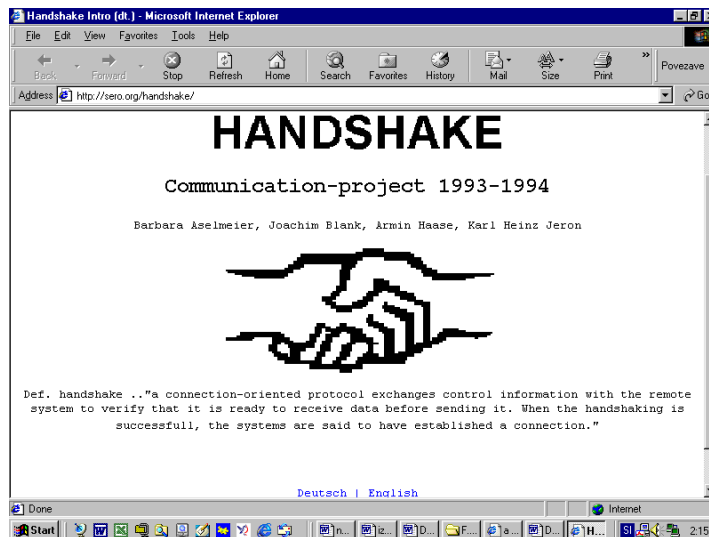 Handshake Intro (dt.) - Microsoft Internet Explorer
File Edit View Favorites Tools Help
Back Forward Stop Refresh Home Search Favorites History Mail Size Print » Povezave
Address http://sero.org/handshake/ Go
HANDSHAKE
Communication-project 1993-1994
Barbara Aselmeier, Joachim Blank, Armin Haase, Karl Heinz Jeron
Def. handshake .."a connection-oriented protocol exchanges control information with the remote
system to verify that it is ready to receive data before sending it. When the handshaking is
successfull, the systems are said to have established a connection."
Deutsch | English
Done Internet
Start n... iz... D... F... a... D... H... SI 2:15